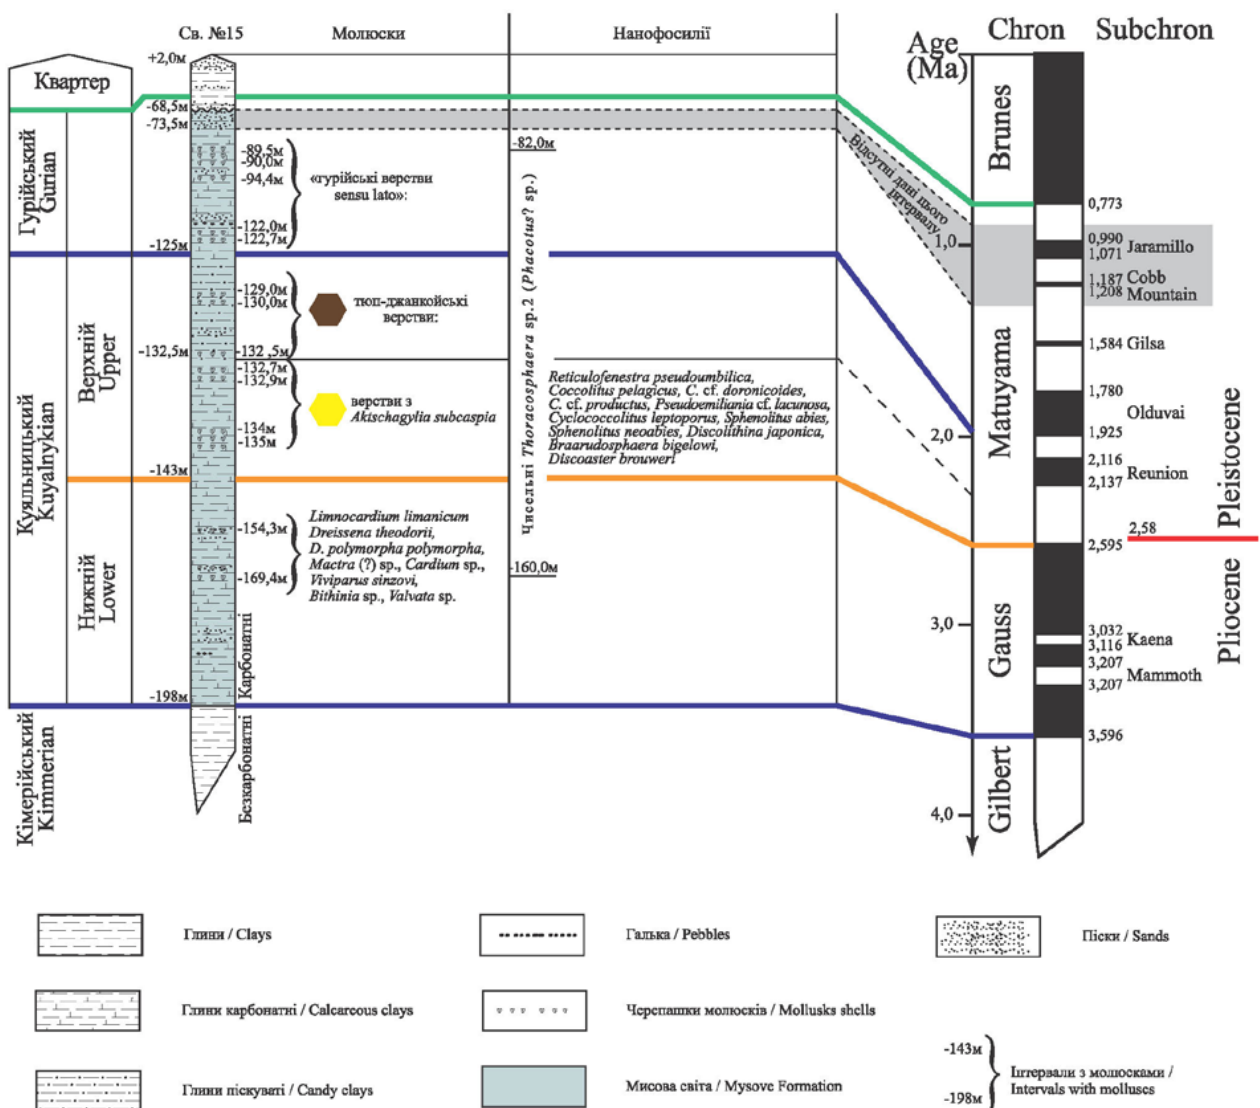 Св. №15
Молюски
Нанофосилії
Age
(Ma)
Chron
Subchron
+2,0м
Квартер
-68,5м
-73,5м
Гурійський
Gurian
-89,5м
-90,0м
-94,4м
«гурійські верстви
sensu lato»:
-122,0м
-122,7м
-125м
-82,0м
Чисельні Thoracosphaera sp.2 (Phacotus? sp.)
-160,0м
Відсутні дані цього
інтервалу
Куяльницький
Kuyalnykian
Верхній
Upper
-129,0м
-130,0м
тюп-джанкойські
верстви:
-132,5м
-132,5м
-132,7м
-132,9м
верстви з
Akischagylia subcaspia
-134м
-135м
Reticulofenestra pseudoumbilica,
Coccolitus pelagicus, C. cf. doronicoides,
C. cf. productus, Pseudoemiliania cf. lacunosa,
Cyclococcolitus leptoporus, Sphenolitus abies,
Sphenolitus neoabies, Discolithina japonica,
Braarudosphaera bigelowi,
Discoaster brouweri
-143м
Нижній
Lower
-154,3м
-169,4м
Limnocardium limanicum
Dreissena theodorii,
D. polymorpha polymorpha,
Mactra (?) sp., Cardium sp.,
Viviparus sinzovi,
Bithinia sp., Valvata sp.
-198м
Карбонатні
Безкарбонатні
Кімерійський
Kimmerian
1,0
2,0
3,0
4,0
Brunes
Matuyama
Gauss
Gilbert
0,773
0,990
1,071
Jaramillo
1,187
1,208
Cobb
Mountain
1,584
Gilsa
1,780
Olduvai
1,925
2,116
Reunion
2,137
2,58
2,595
3,032
Kaena
3,116
3,207
Mammoth
3,207
3,596
Pleistocene
Pliocene
Глини / Clays
Галька / Pebbles
Піски / Sands
Глини карбонатні / Calcareous clays
Черепашки молюсків / Mollusks shells
Глини піскуваті / Candy clays
Мисова світа / Mysove Formation
-143м
-198м
Інтервали з молюсками /
Intervals with molluscs